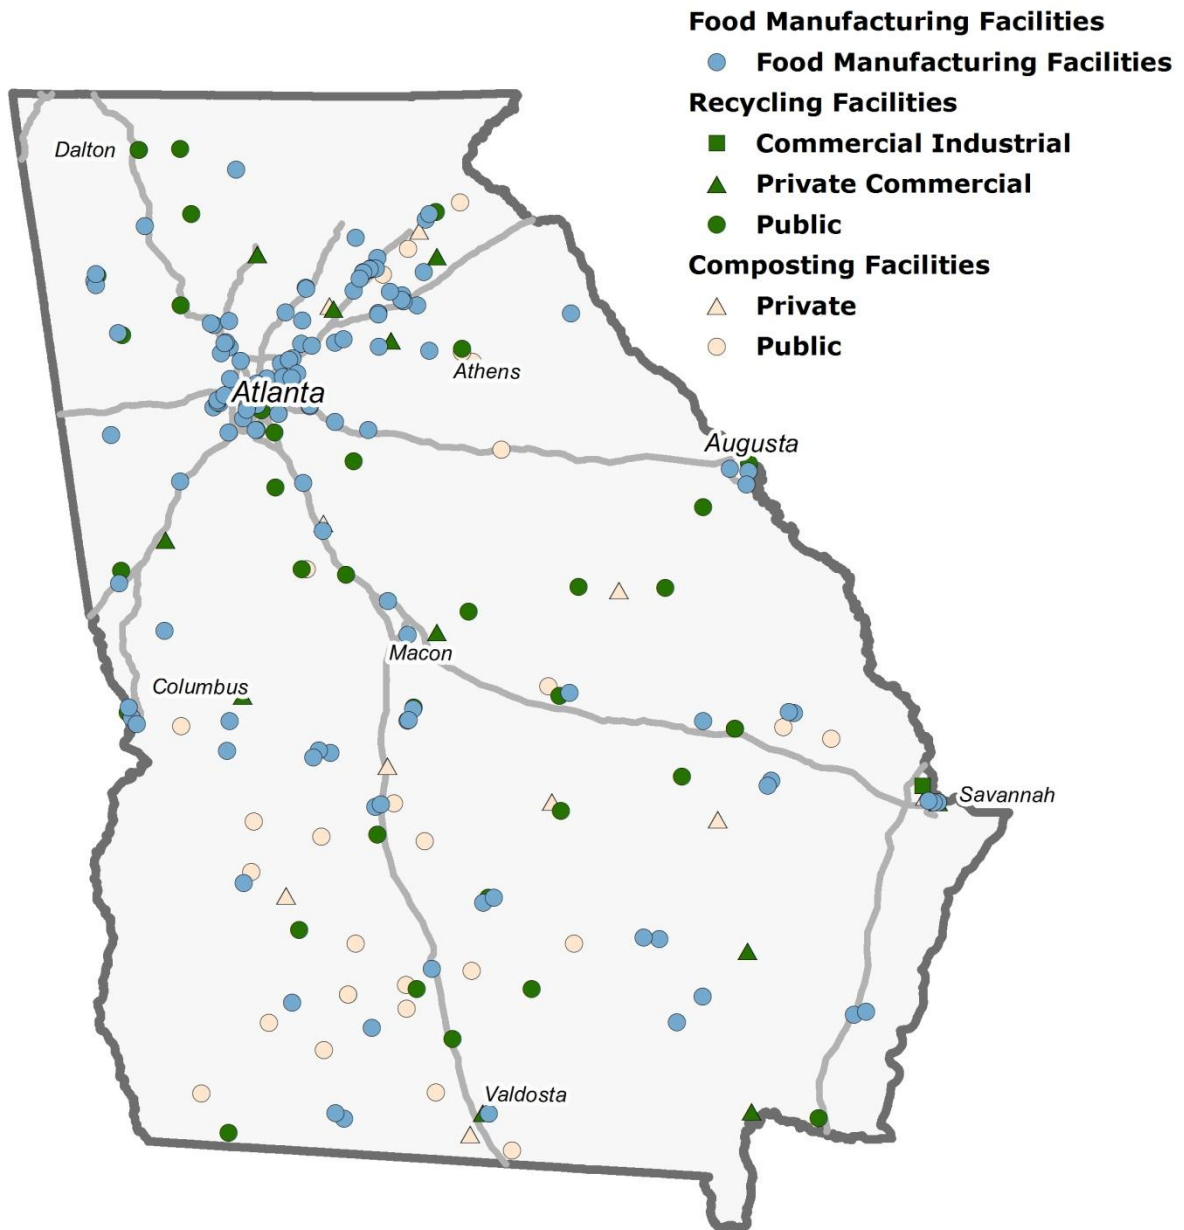 Food Manufacturing Facilities
Food Manufacturing Facilities
Recycling Facilities
Commercial Industrial
Private Commercial
Public
Composting Facilities
Private
Public
Dalton
Athens
Atlanta
Augusta
Macon
Columbus
Savannah
Valdosta